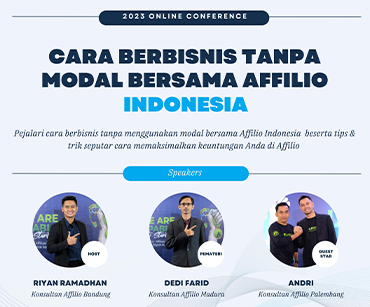 2023 ONLINE CONFERENCE
CARA BERBISNIS TANPA
MODAL BERSAMA AFFILIO
INDONESIA
Pejalari cara berbisnis tanpa menggunakan modal bersama Affilio Indonesia beserta tips &
trik seputar cara memaksimalkan keuntungan Anda di Affilio
Speakers
HOST
PEMATERI
GUEST
STAR
RIYAN RAMADHAN
DEDI FARID
ANDRI
Konsultan Affilio Bandung
Konsultan Affilio Madura
Konsultan Affilio Palembang